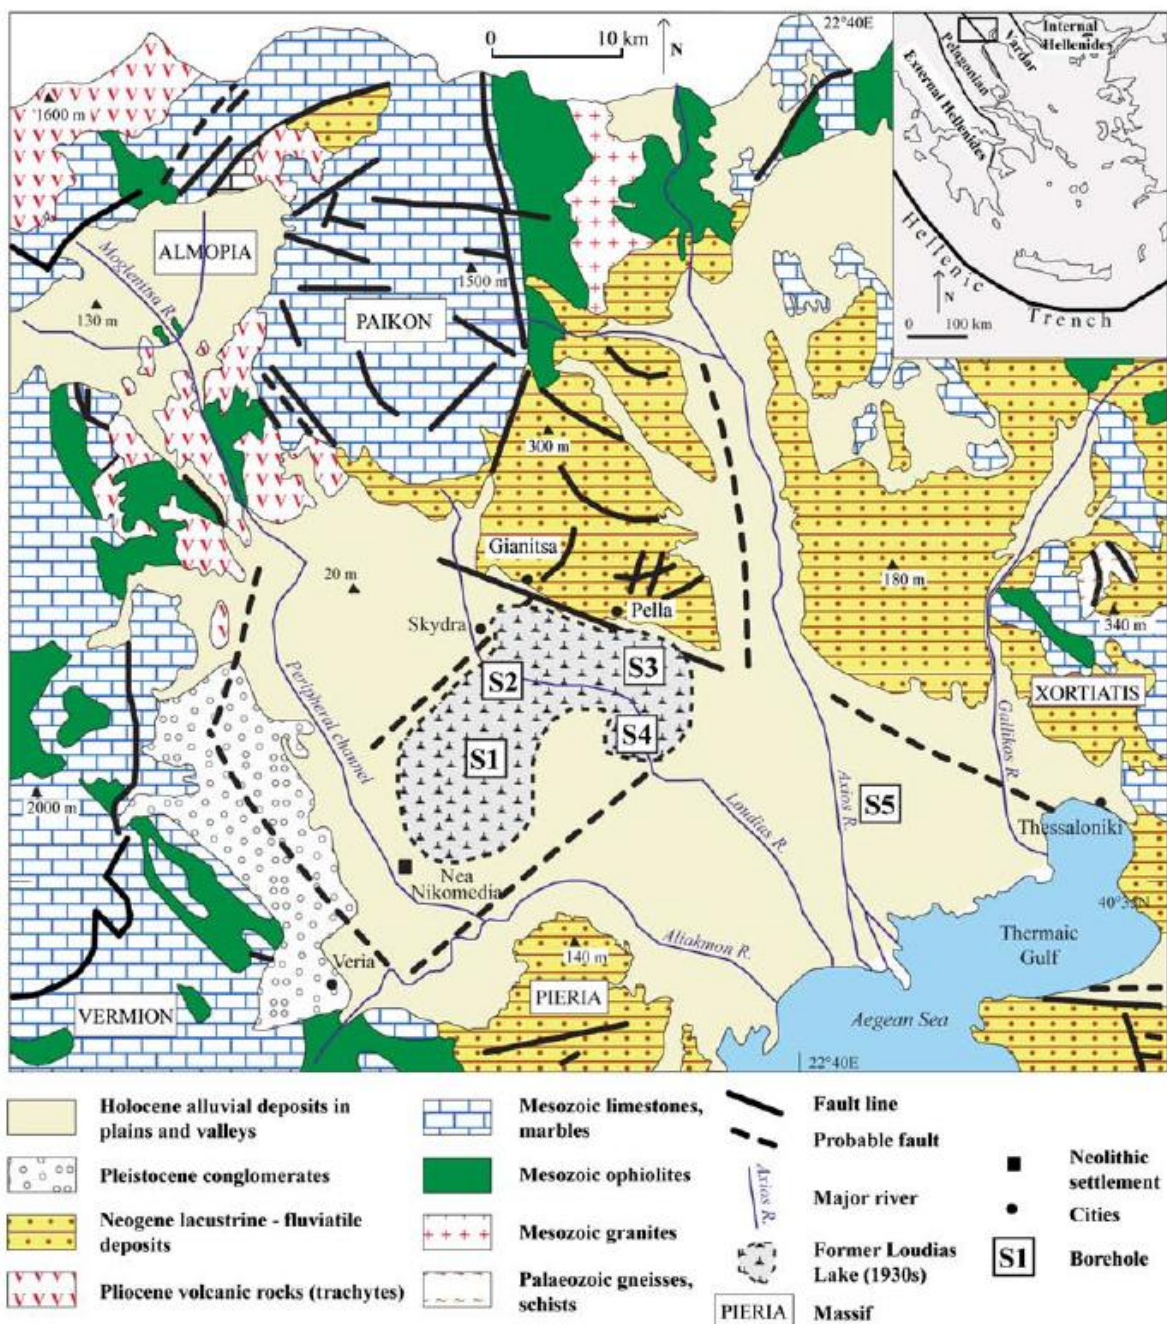 22°40E
0 10 km
N
1600 m
Internal
Hellenides
Vardar
Pelagonian
External Hellenides
Hellenic
Trench
N
0 100 km
ALMOPIA
Moglenitsa R.
130 m
1500 m
PAIKON
300 m
Gianitsa
20 m
Pella
180 m
340 m
Skydra
S2
S3
S4
S1
XORTIATIS
Peripheral channel
2000 m
Loudias R.
Axios R.
S5
Gallikos R.
Thessaloniki
Nea
Nikomedia
40°35N
Veria
140 m
Aliakmon R.
Thermaic
Gulf
PIERIA
VERMION
Aegean Sea
22°40E
Holocene alluvial deposits in
plains and valleys
Pleistocene conglomerates
Neogene lacustrine - fluviatile
deposits
Pliocene volcanic rocks (trachytes)
Mesozoic limestones,
marbles
Mesozoic ophiolites
Mesozoic granites
Palaeozoic gneisses,
schists
Fault line
Probable fault
Axios R.
Major river
Former Loudias
Lake (1930s)
PIERIA Massif
Neolithic
settlement
Cities
S1 Borehole